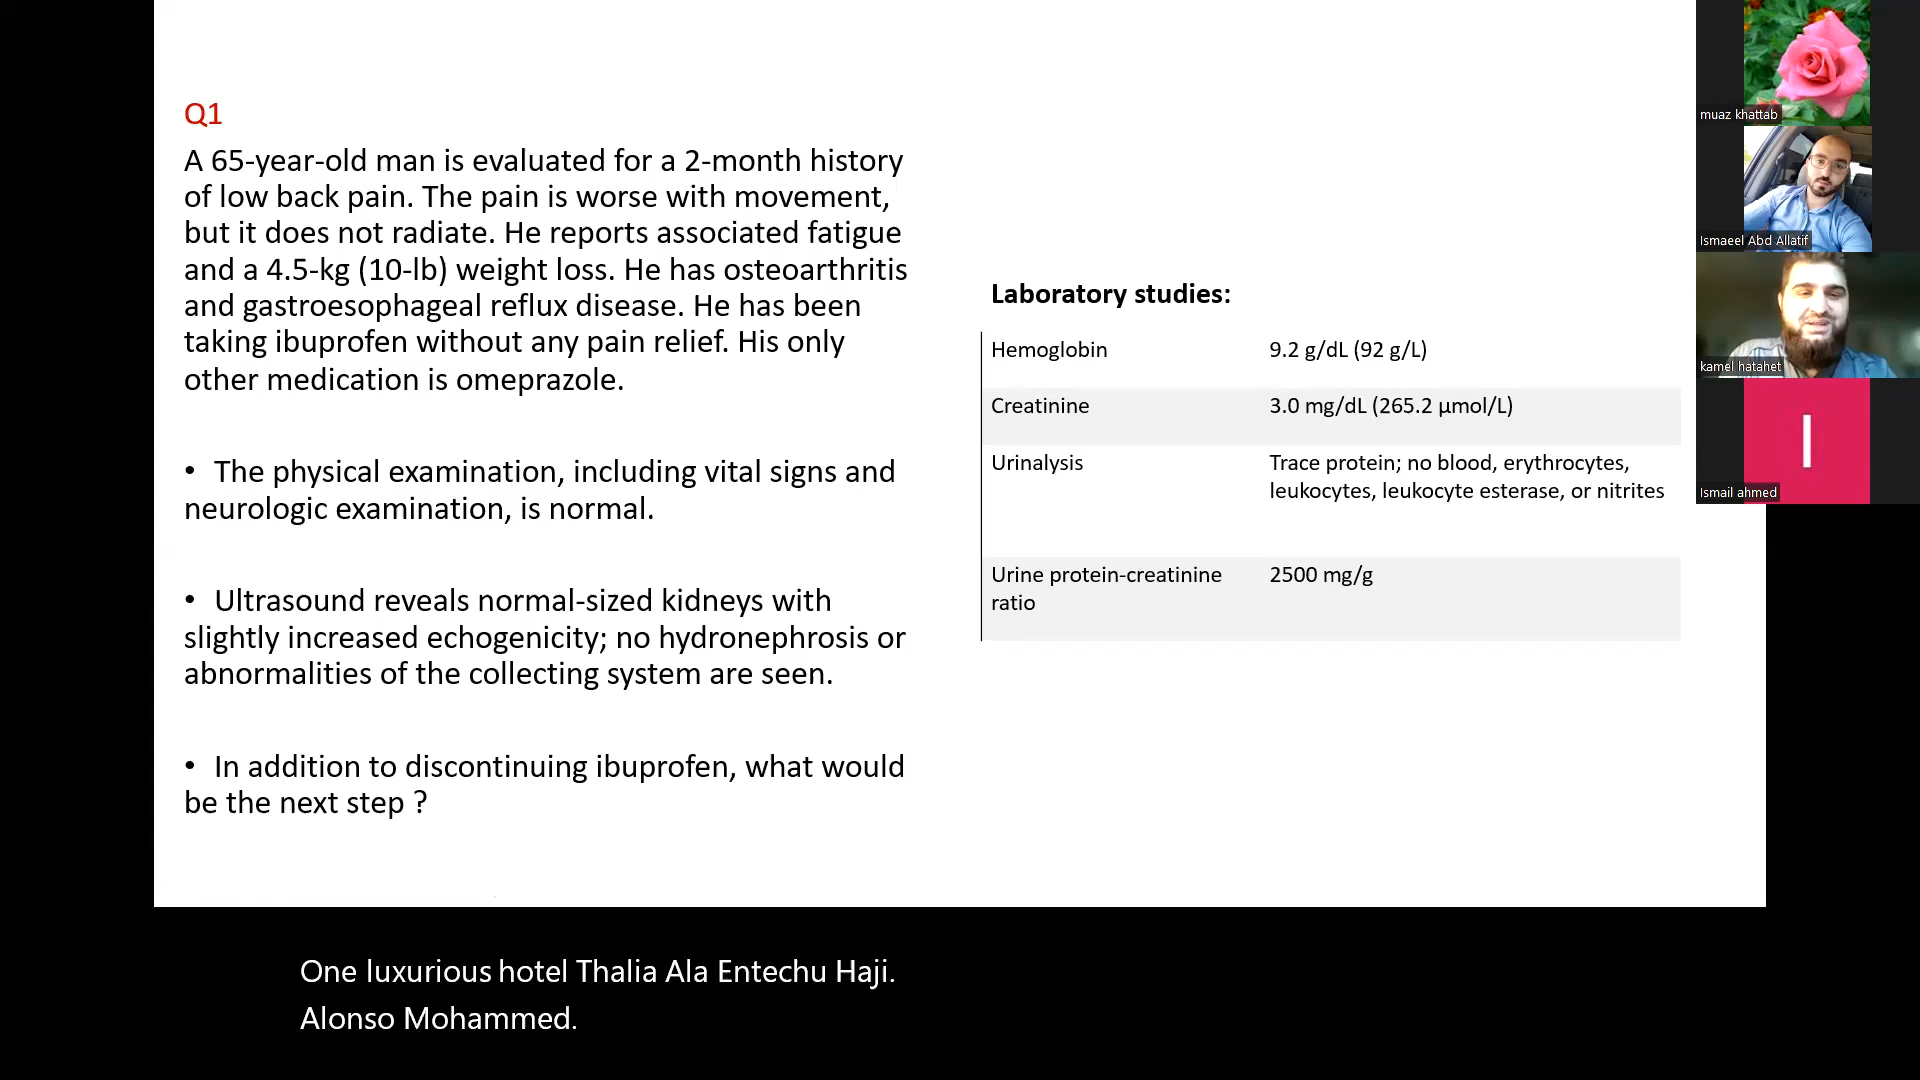 Q1
A 65-year-old man is evaluated for a 2-month history
of low back pain. The pain is worse with movement,
but it does not radiate. He reports associated fatigue
and a 4.5-kg (10-lb) weight loss. He has osteoarthritis
and gastroesophageal reflux disease. He has been
taking ibuprofen without any pain relief. His only
other medication is omeprazole.
• The physical examination, including vital signs and
neurologic examination, is normal.
• Ultrasound reveals normal-sized kidneys with
slightly increased echogenicity; no hydronephrosis or
abnormalities of the collecting system are seen.
• In addition to discontinuing ibuprofen, what would
be the next step ?
Laboratory studies:
Hemoglobin 9.2 g/dL (92 g/L)
Creatinine 3.0 mg/dL (265.2 µmol/L)
Urinalysis Trace protein; no blood, erythrocytes,
leukocytes, leukocyte esterase, or nitrites
Urine protein-creatinine 2500 mg/g
ratio
muaz khattab
Ismaeel Abd Allatif
kamel hatahet
I
Ismail ahmed
One luxurious hotel Thalia Ala Entechu Haji.
Alonso Mohammed.